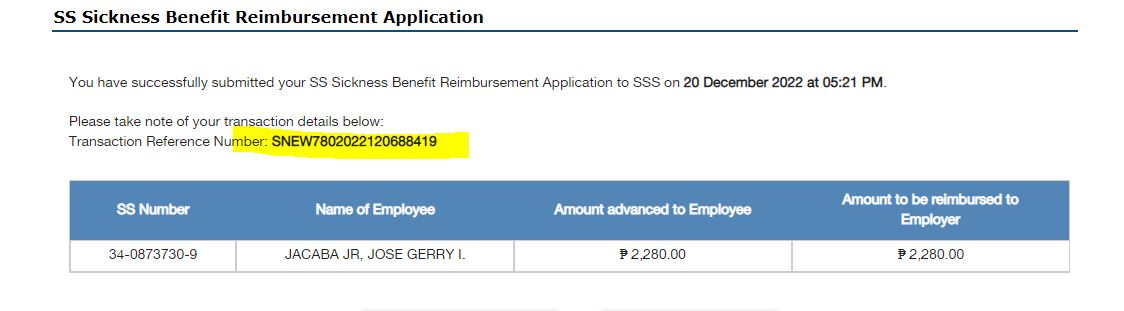 SS Sickness Benefit Reimbursement Application
You have successfully submitted your SS Sickness Benefit Reimbursement Application to SSS on 20 December 2022 at 05:21 PM.
Please take note of your transaction details below:
Transaction Reference Number: SNEW7802022120688419
SS Number Name of Employee Amount advanced to Employee Amount to be reimbursed to Employer
34-0873730-9 JACABA JR, JOSE GERRY I. ₱ 2,280.00 ₱ 2,280.00